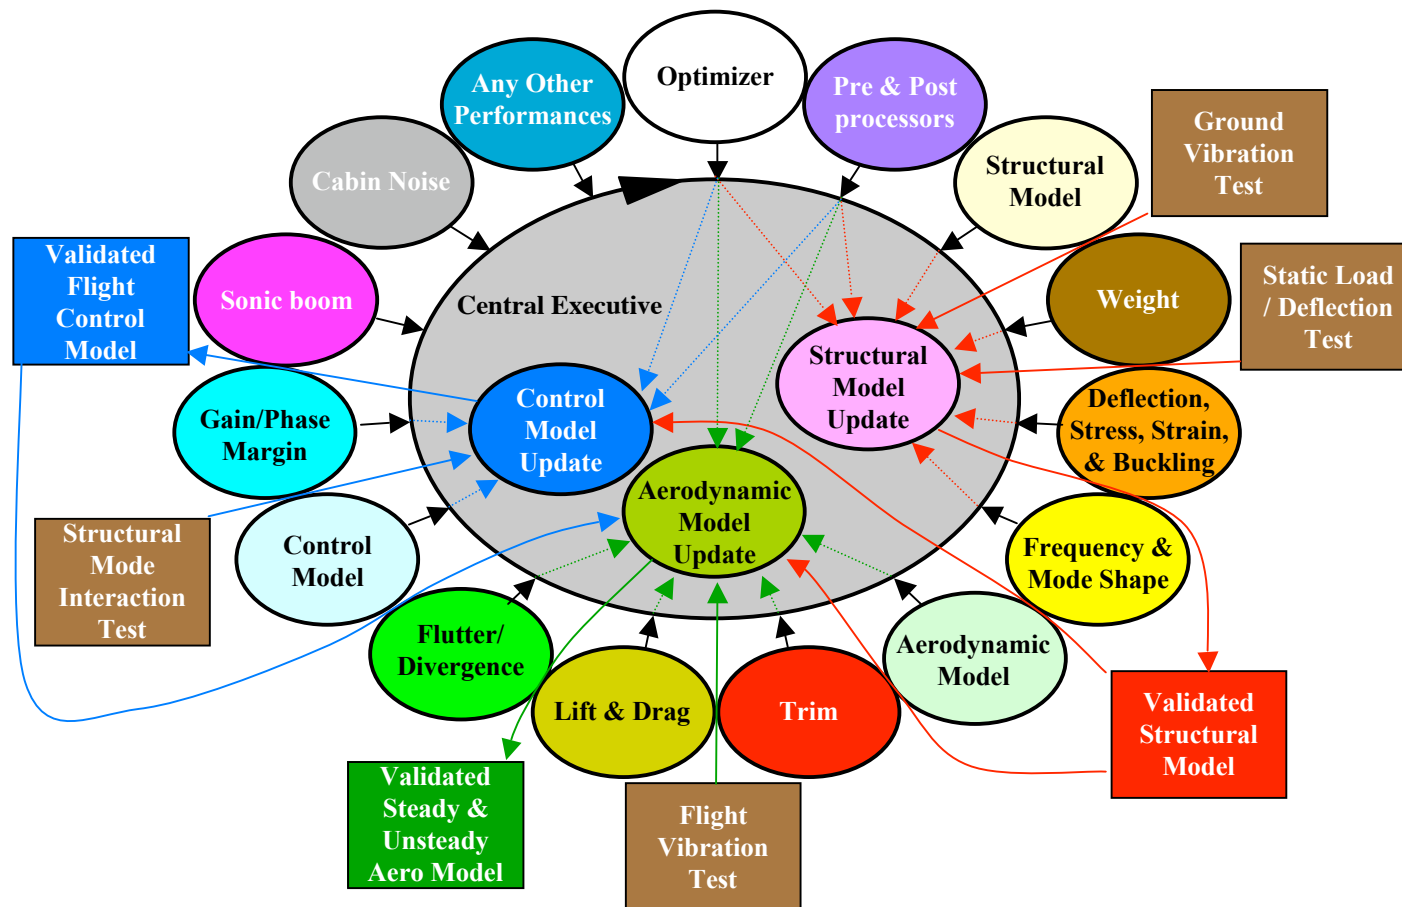 Optimizer
Any Other
Performances
Pre & Post
processors
Ground
Vibration
Test
Structural
Model
Cabin Noise
Validated
Flight
Control
Model
Sonic boom
Central Executive
Weight
Static Load
/ Deflection
Test
Structural
Model
Update
Control
Model
Update
Gain/Phase
Margin
Deflection,
Stress, Strain,
& Buckling
Aerodynamic
Model
Update
Structural
Mode
Interaction
Test
Control
Model
Frequency &
Mode Shape
Flutter/
Divergence
Aerodynamic
Model
Lift & Drag
Trim
Validated
Structural
Model
Validated
Steady &
Unsteady
Aero Model
Flight
Vibration
Test